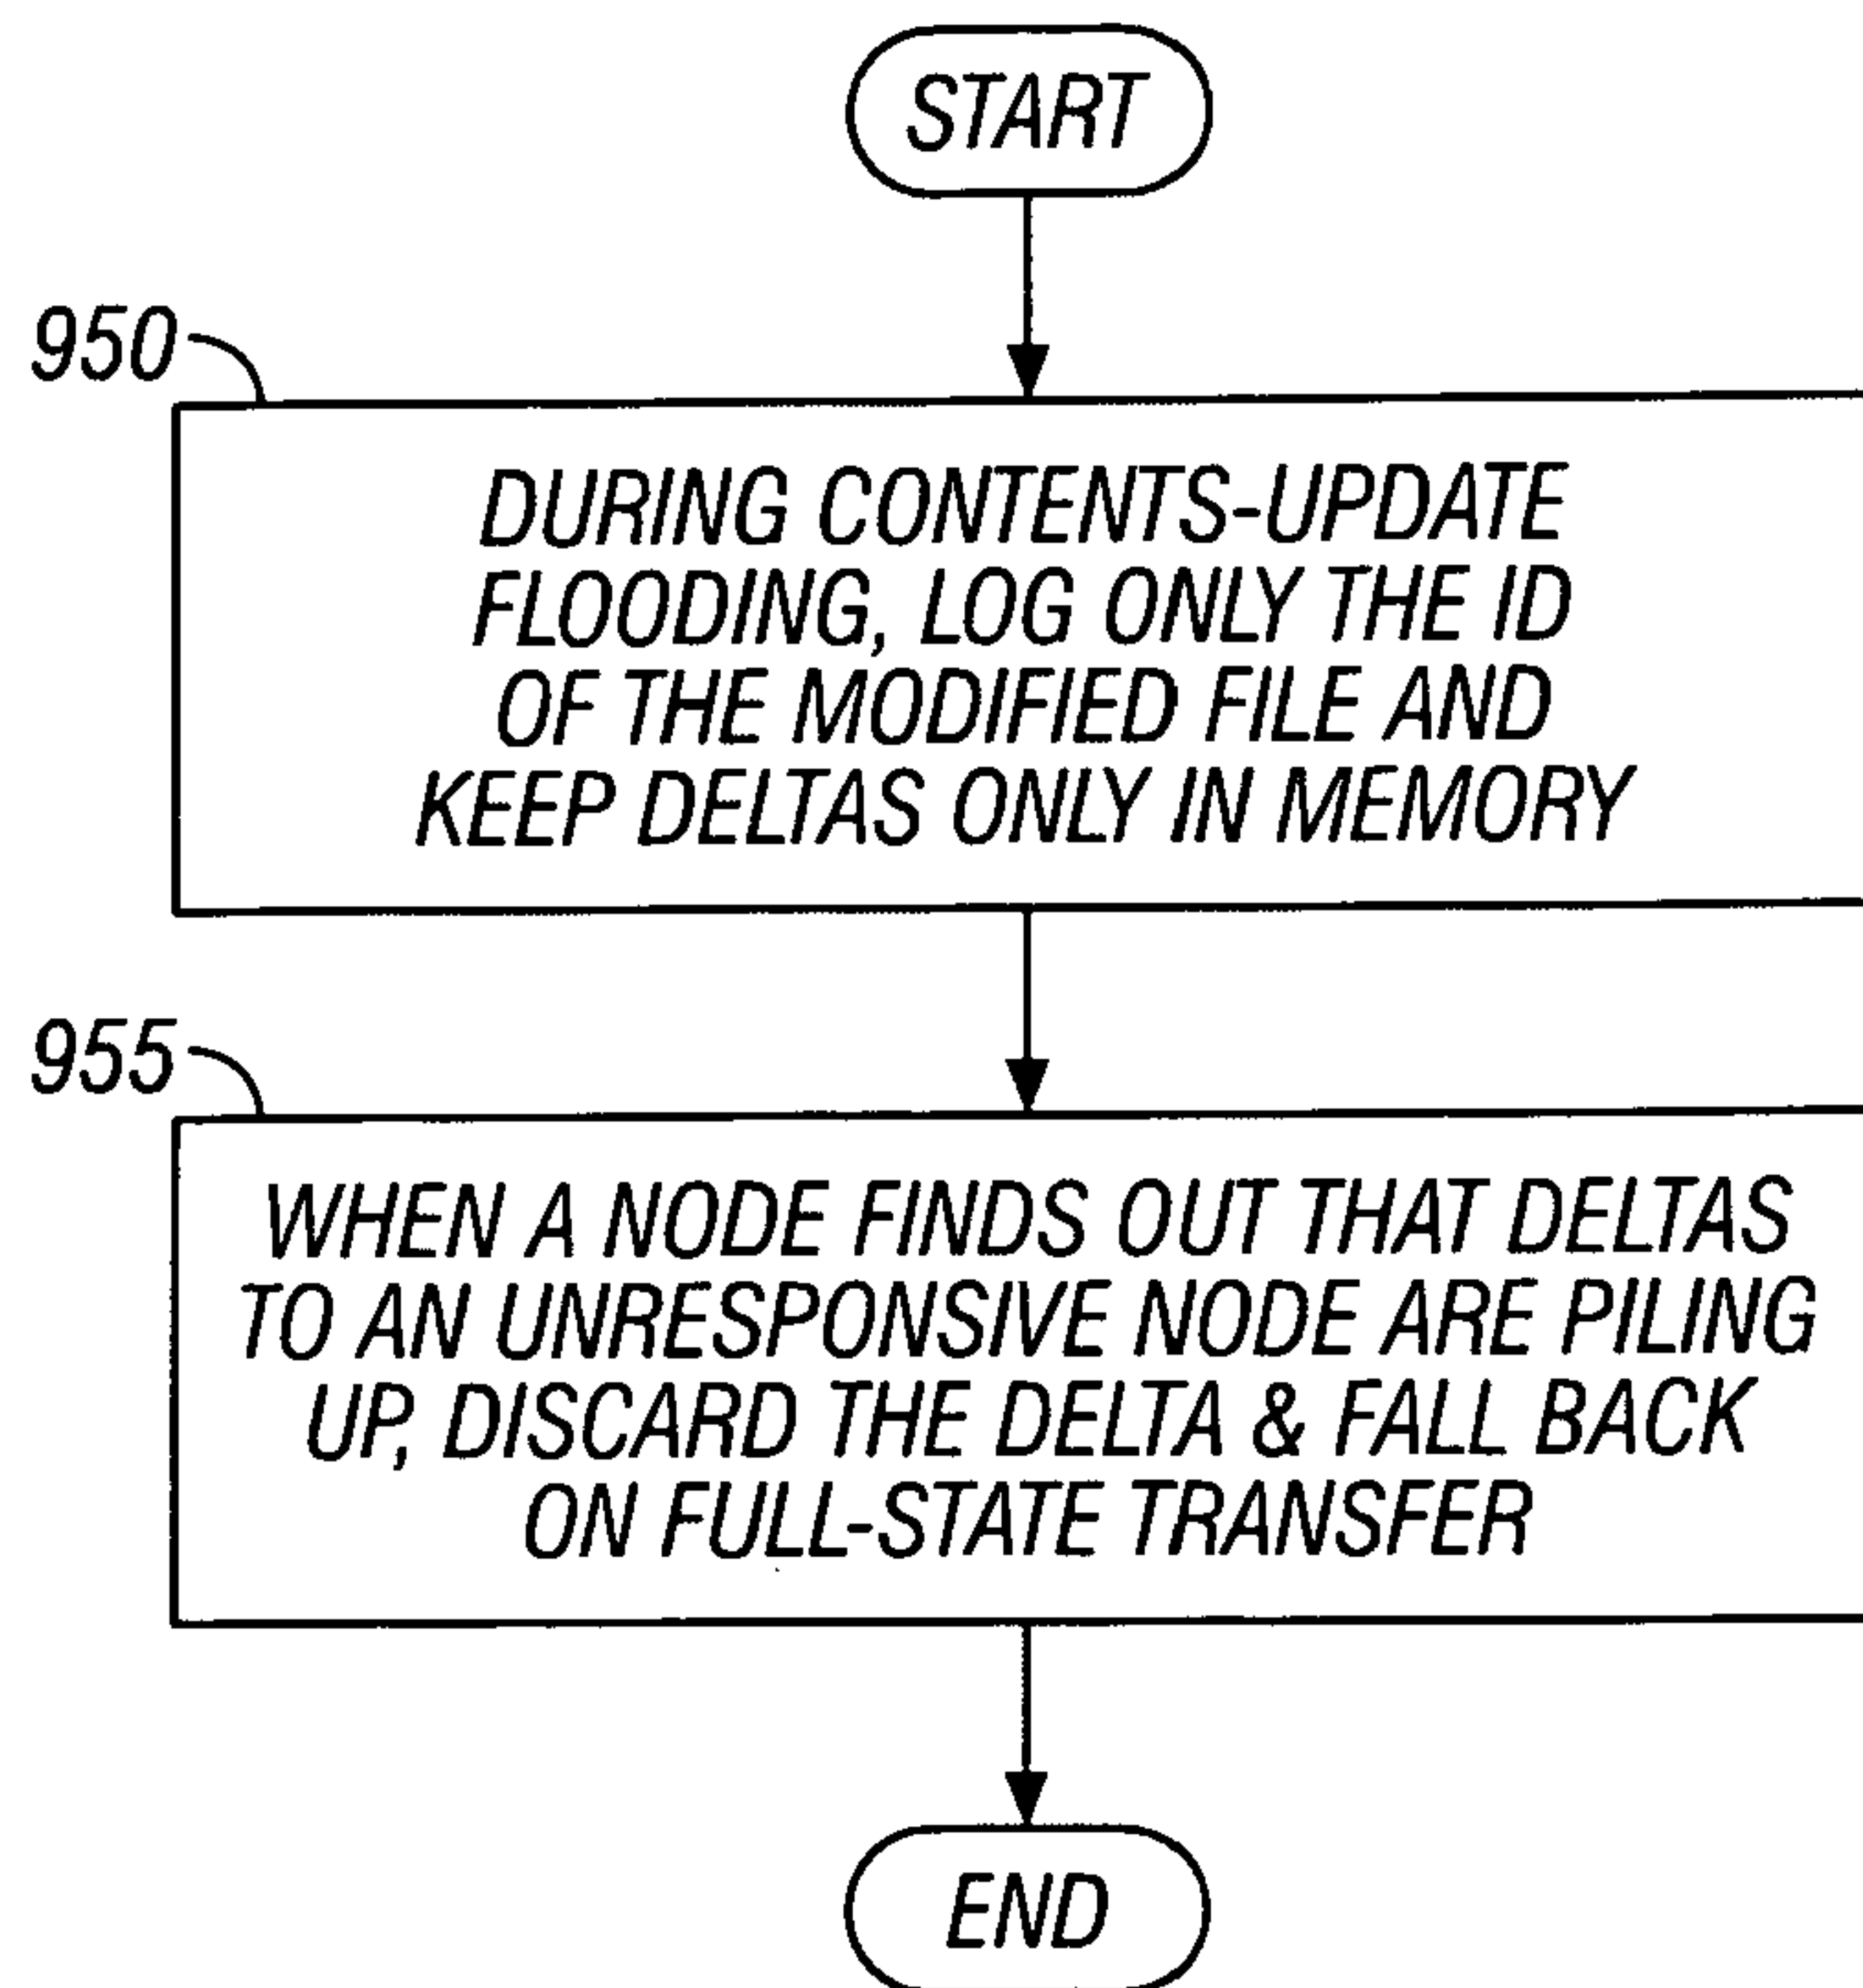 START
950
DURING CONTENTS-UPDATE
FLOODING, LOG ONLY THE ID
OF THE MODIFIED FILE AND
KEEP DELTAS ONLY IN MEMORY
955
WHEN A NODE FINDS OUT THAT DELTAS
TO AN UNRESPONSIVE NODE ARE PILING
UP, DISCARD THE DELTA & FALL BACK
ON FULL-STATE TRANSFER
END